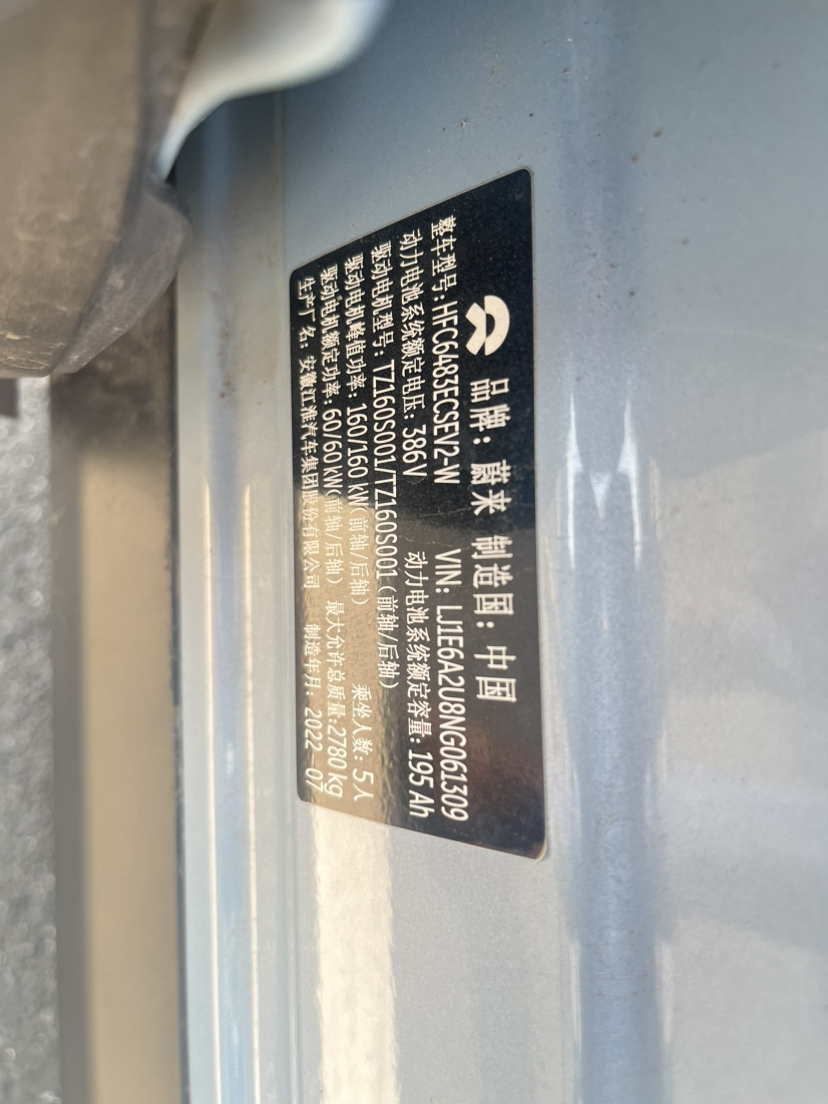 品牌：蔚来 制造国：中国
整车型号：HFC6483ECSEV2-W VIN：LJ1E6A2U8NG061309
动力电池系统额定电压：386V 动力电池系统额定容量：195 Ah
驱动电机型号：TZ160S001/TZ160S001（前轴/后轴）
驱动电机峰值功率：160/160 kW（前轴/后轴） 乘坐人数：5人
驱动电机额定功率：60/60 kW（前轴/后轴） 最大允许总质量：2780 kg
生产厂名：安徽江淮汽车集团股份有限公司 制造年月：2022-07